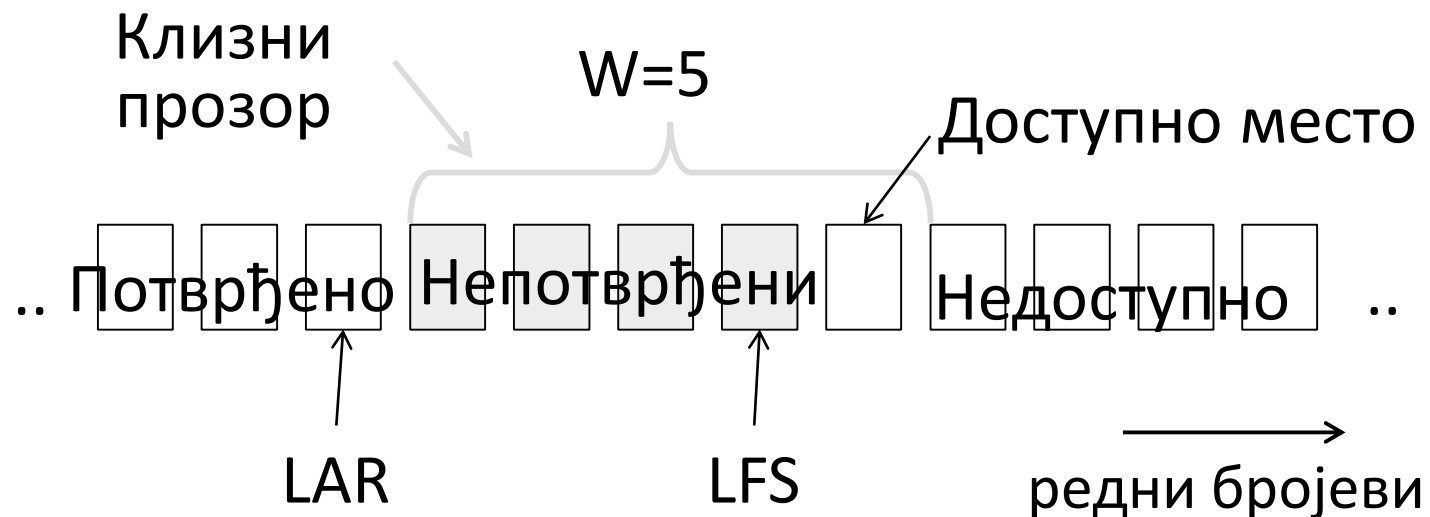 Клизни
прозор
W=5
Доступно место
.. Потврђено Непотврђени Недоступно ..
LAR LFS
редни бројеви